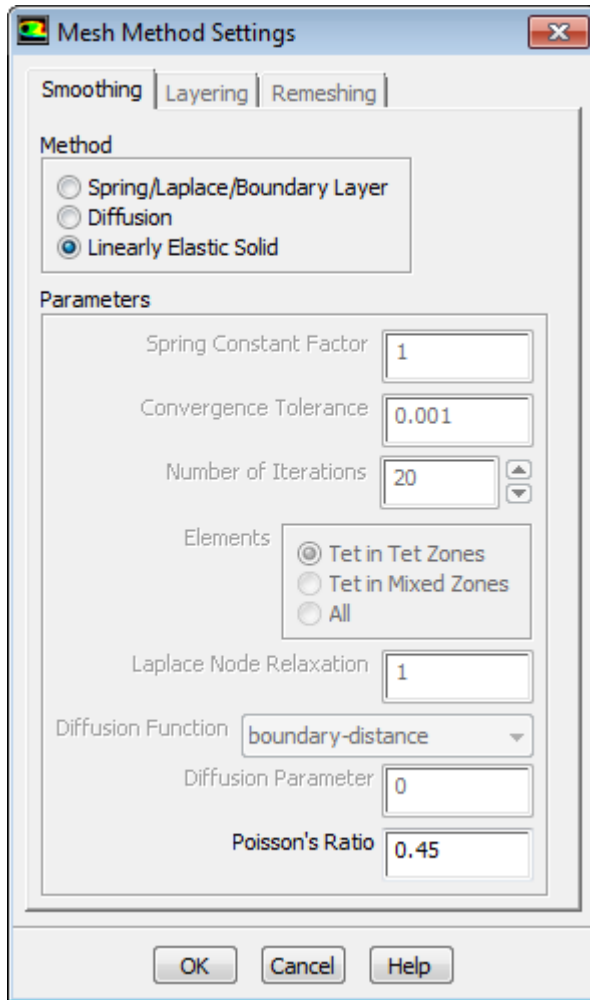 Mesh Method Settings
Smoothing Layering Remeshing
Method
Spring/Laplace/Boundary Layer
Diffusion
Linearly Elastic Solid
Parameters
Spring Constant Factor 1
Convergence Tolerance 0.001
Number of Iterations 20
Elements
Tet in Tet Zones
Tet in Mixed Zones
All
Laplace Node Relaxation 1
Diffusion Function boundary-distance
Diffusion Parameter 0
Poisson's Ratio 0.45
OK Cancel Help